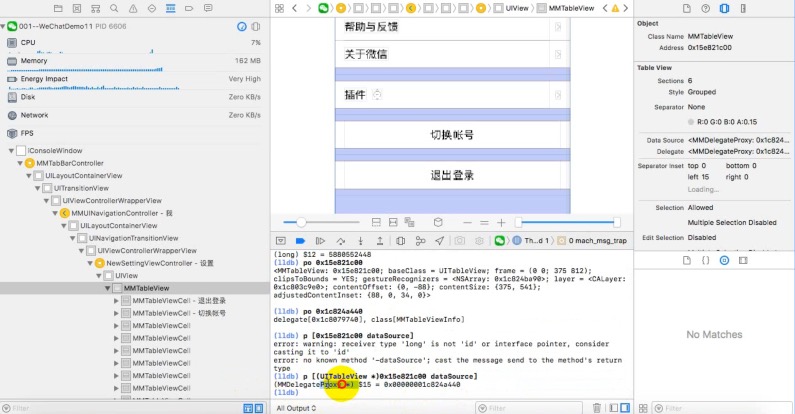 001--WeChatDemo11 PID 6606
CPU 7%
Memory 162 MB
Energy Impact Very High
Disk Zero KB/s
Network Zero KB/s
FPS
iConsoleWindow
MMTabBarController
UILayoutContainerView
UITransitionView
UIViewControllerWrapperView
MMUINavigationController - 我
UILayoutContainerView
UINavigationTransitionView
UIViewControllerWrapperView
NewSettingViewController - 设置
UIView
MMTableView
MMTableViewCell - 退出登录
MMTableViewCell - 切换帐号
MMTableViewCell
MMTableViewCell
MMTableViewCell
MMTableViewCell
MMTableViewCell
MMTableViewCell
Filter
UIView
MMTableView
帮助与反馈
关于微信
插件
切换帐号
退出登录
Th...d 1
0 mach_msg_trap
(long) $12 = 5880552448
(lldb) po 0x15e821c00
<MMTableView: 0x15e821c00; baseClass = UITableView; frame = (0 0; 375 812);
clipsToBounds = YES; gestureRecognizers = <NSArray: 0x1c424ba90>; layer = <CALayer:
0x1c803c9e0>; contentOffset: {0, -88}; contentSize: {375, 541};
adjustedContentInset: {88, 0, 34, 0}>
(lldb) po 0x1c824a440
delegate[0x1c8079740], class[MMTableViewInfo]
(lldb) p [0x15e821c00 dataSource]
error: warning: receiver type 'long' is not 'id' or interface pointer, consider
casting it to 'id'
error: no known method '-dataSource'; cast the message send to the method's return
type
(lldb) p [(UITableView *)0x15e821c00 dataSource]
(MMDelegateProxy *) $15 = 0x00000001c824a440
(lldb)
All Output
Filter
Object
Class Name MMTableView
Address 0x15e821c00
Table View
Sections 6
Style Grouped
Separator None
R:0 G:0 B:0 A:0.15
Data Source <MMDelegateProxy: 0x1c824...
Delegate <MMDelegateProxy: 0x1c824...
Separator Inset top 0 bottom 0
left 15 right 0
Loading...
Selection Allowed
Multiple Selection Disabled
Edit Selection Disabled
No Matches
Filter